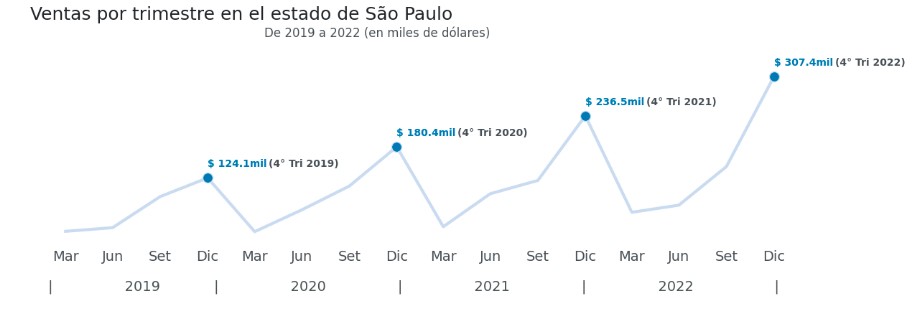 Ventas por trimestre en el estado de São Paulo
De 2019 a 2022 (en miles de dólares)
$ 307.4mil (4° Tri 2022)
$ 236.5mil (4° Tri 2021)
$ 180.4mil (4° Tri 2020)
$ 124.1mil (4° Tri 2019)
Mar Jun Set Dic Mar Jun Set Dic Mar Jun Set Dic Mar Jun Set Dic
| 2019 | 2020 | 2021 | 2022 |